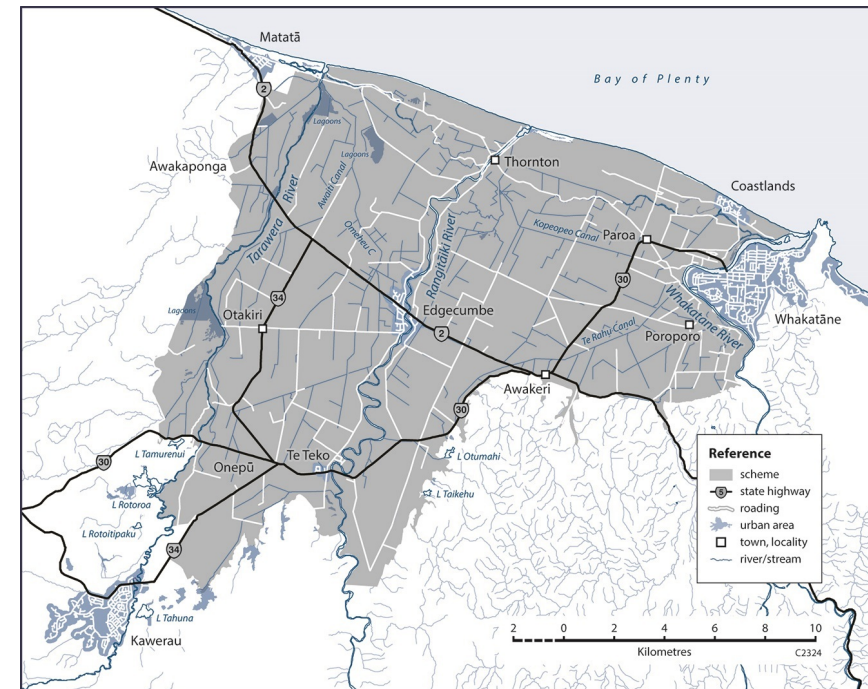 Matatā
Bay of Plenty
2
Lagoons
Thornton
Lagoons
Awakaponga
Awaiti Canal
Coastlands
Tarawera River
Omeheu C
Rangitāiki River
Kopeopeo Canal
Paroa
30
34
Lagoons
Otakiri
Edgecumbe
Whakatāne River
Whakatāne
2
Te Rahu Canal
Poroporo
Awakeri
30
Reference
scheme
5 state highway
roading
urban area
town, locality
river/stream
L Tamurenui
30
Onepū
Te Teko
L Otumahi
L Rotoroa
L Taikehu
L Rotoitipaku
34
L Tahuna
Kawerau
2 0 2 4 6 8 10
Kilometres
C2324